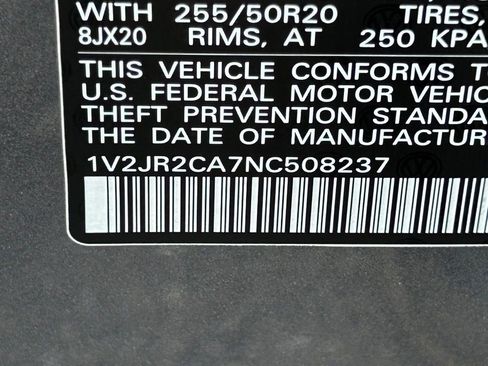 WITH 255/50R20 TIRES,
8JX20 RIMS, AT 250 KPA
THIS VEHICLE CONFORMS T
U.S. FEDERAL MOTOR VEHIC
THEFT PREVENTION STANDA
THE DATE OF MANUFACTURE
1V2JR2CA7NC508237